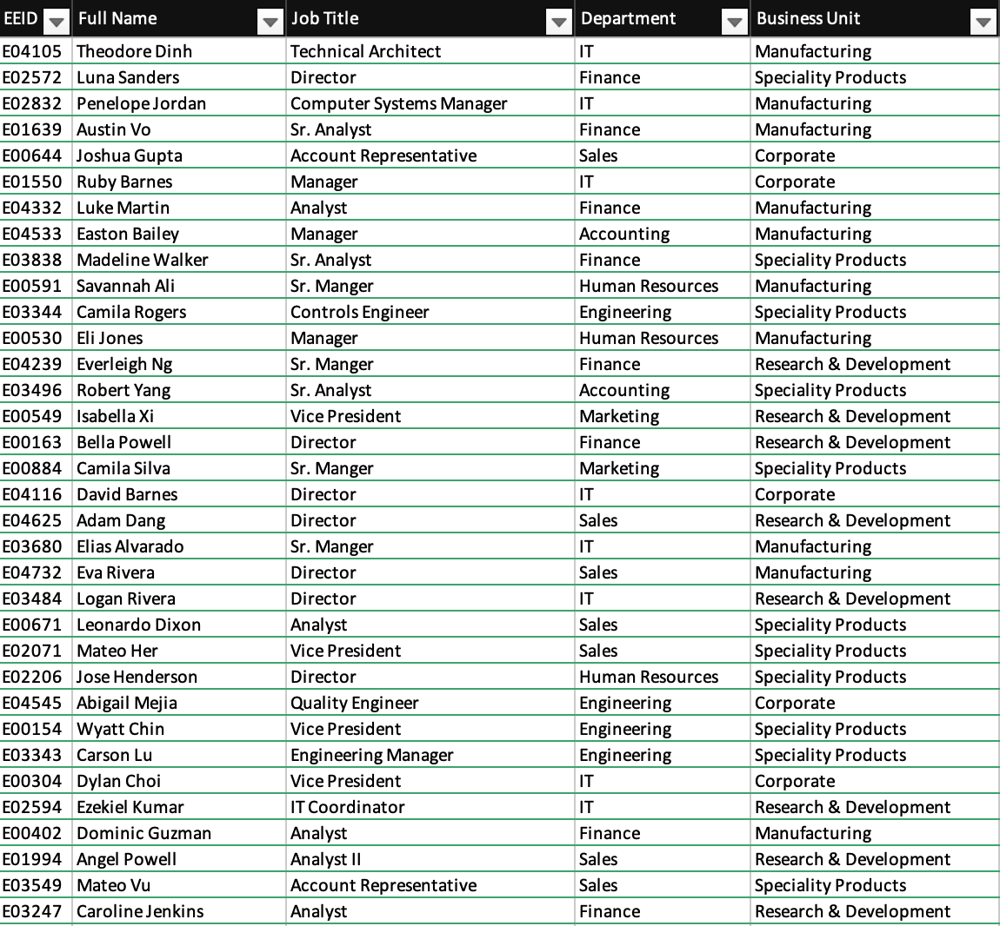 EEID Full Name Job Title Department Business Unit
E04105 Theodore Dinh Technical Architect IT Manufacturing
E02572 Luna Sanders Director Finance Speciality Products
E02832 Penelope Jordan Computer Systems Manager IT Manufacturing
E01639 Austin Vo Sr. Analyst Finance Manufacturing
E00644 Joshua Gupta Account Representative Sales Corporate
E01550 Ruby Barnes Manager IT Corporate
E04332 Luke Martin Analyst Finance Manufacturing
E04533 Easton Bailey Manager Accounting Manufacturing
E03838 Madeline Walker Sr. Analyst Finance Speciality Products
E00591 Savannah Ali Sr. Manger Human Resources Manufacturing
E03344 Camila Rogers Controls Engineer Engineering Speciality Products
E00530 Eli Jones Manager Human Resources Manufacturing
E04239 Everleigh Ng Sr. Manger Finance Research & Development
E03496 Robert Yang Sr. Analyst Accounting Speciality Products
E00549 Isabella Xi Vice President Marketing Research & Development
E00163 Bella Powell Director Finance Research & Development
E00884 Camila Silva Sr. Manger Marketing Speciality Products
E04116 David Barnes Director IT Corporate
E04625 Adam Dang Director Sales Research & Development
E03680 Elias Alvarado Sr. Manger IT Manufacturing
E04732 Eva Rivera Director Sales Manufacturing
E03484 Logan Rivera Director IT Research & Development
E00671 Leonardo Dixon Analyst Sales Speciality Products
E02071 Mateo Her Vice President Sales Speciality Products
E02206 Jose Henderson Director Human Resources Speciality Products
E04545 Abigail Mejia Quality Engineer Engineering Corporate
E00154 Wyatt Chin Vice President Engineering Speciality Products
E03343 Carson Lu Engineering Manager Engineering Speciality Products
E00304 Dylan Choi Vice President IT Corporate
E02594 Ezekiel Kumar IT Coordinator IT Research & Development
E00402 Dominic Guzman Analyst Finance Manufacturing
E01994 Angel Powell Analyst II Sales Research & Development
E03549 Mateo Vu Account Representative Sales Speciality Products
E03247 Caroline Jenkins Analyst Finance Research & Development